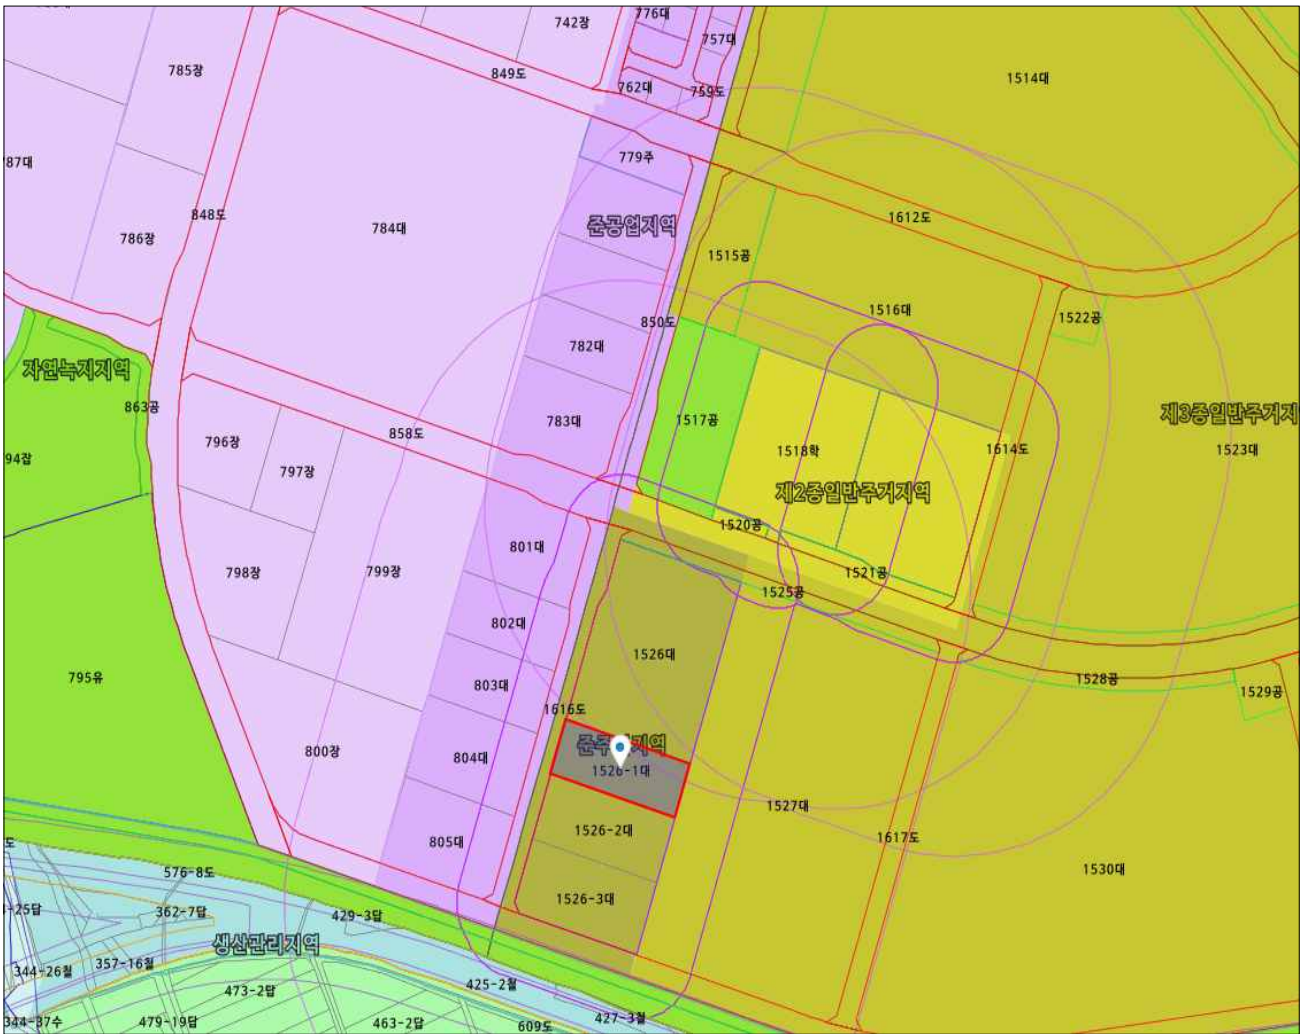 742장
776대
757대
785장
849도
762대
759도
1514대
87대
779주
786장
848도
784대
준공업지역
1612도
1515공
1516대
1522공
850도
782대
자연녹지지역
863공
783대
1517공
제3종일반주거지
796장
858도
1518학
1614도
1523대
94잡
797장
제2종일반주거지역
1520공
801대
798장
799장
1521공
1525공
802대
1526대
795유
803대
1528공
1529공
1616도
800장
804대
1526-1대
1527대
805대
1526-2대
1617도
576-8도
1530대
1526-3대
-25답
362-7답
429-3답
생산관리지역
344-26철
357-16철
473-2답
425-2철
344-37수
479-19답
463-2답
609도
427-3철